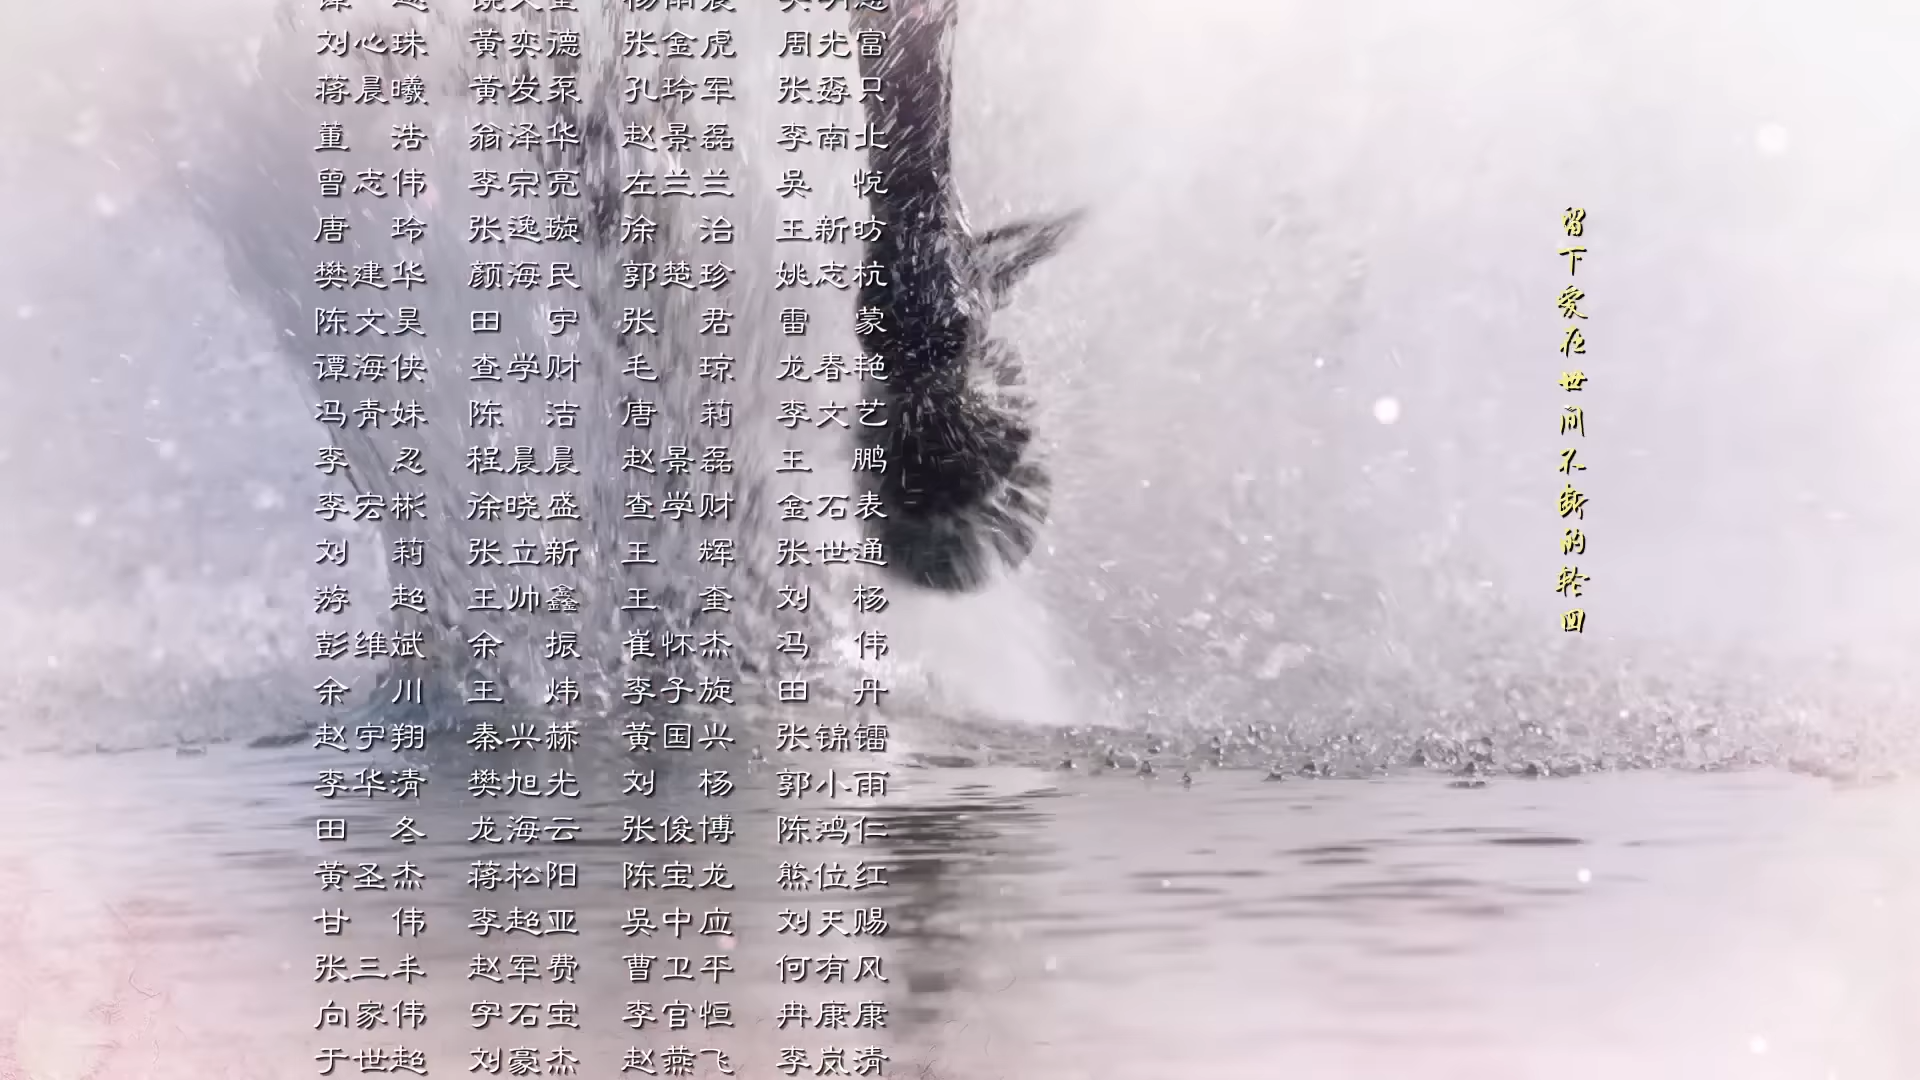 刘心珠 黄奕德 张金虎 周光富
蒋晨曦 黄发泵 孔玲军 张孬只
董浩 翁泽华 赵景磊 李南北
曾志伟 李宗亮 左兰兰 吴悦
唐玲 张逸璇 徐治 王新昉
樊建华 颜海民 郭楚珍 姚志杭
陈文昊 田宇 张君 雷蒙
谭海侠 查学财 毛琼 龙春艳
冯青妹 陈洁 唐莉 李文艺
李忍 程晨晨 赵景磊 王鹏
李宏彬 徐晓盛 查学财 金石表
刘莉 张立新 王辉 张世通
游超 王帅鑫 王奎 刘杨
彭维斌 余振 崔怀杰 冯伟
余川 王炜 李子旋 田丹
赵宇翔 秦兴赫 黄国兴 张锦镭
李华清 樊旭光 刘杨 郭小雨
田冬 龙海云 张俊博 陈鸿仁
黄圣杰 蒋松阳 陈宝龙 熊位红
甘伟 李超亚 吴中应 刘天赐
张三丰 赵军费 曹卫平 何有风
向家伟 字石宝 李官恒 冉康康
于世超 刘豪杰 赵燕飞 李岚清
留下爱在世间不断的轮回